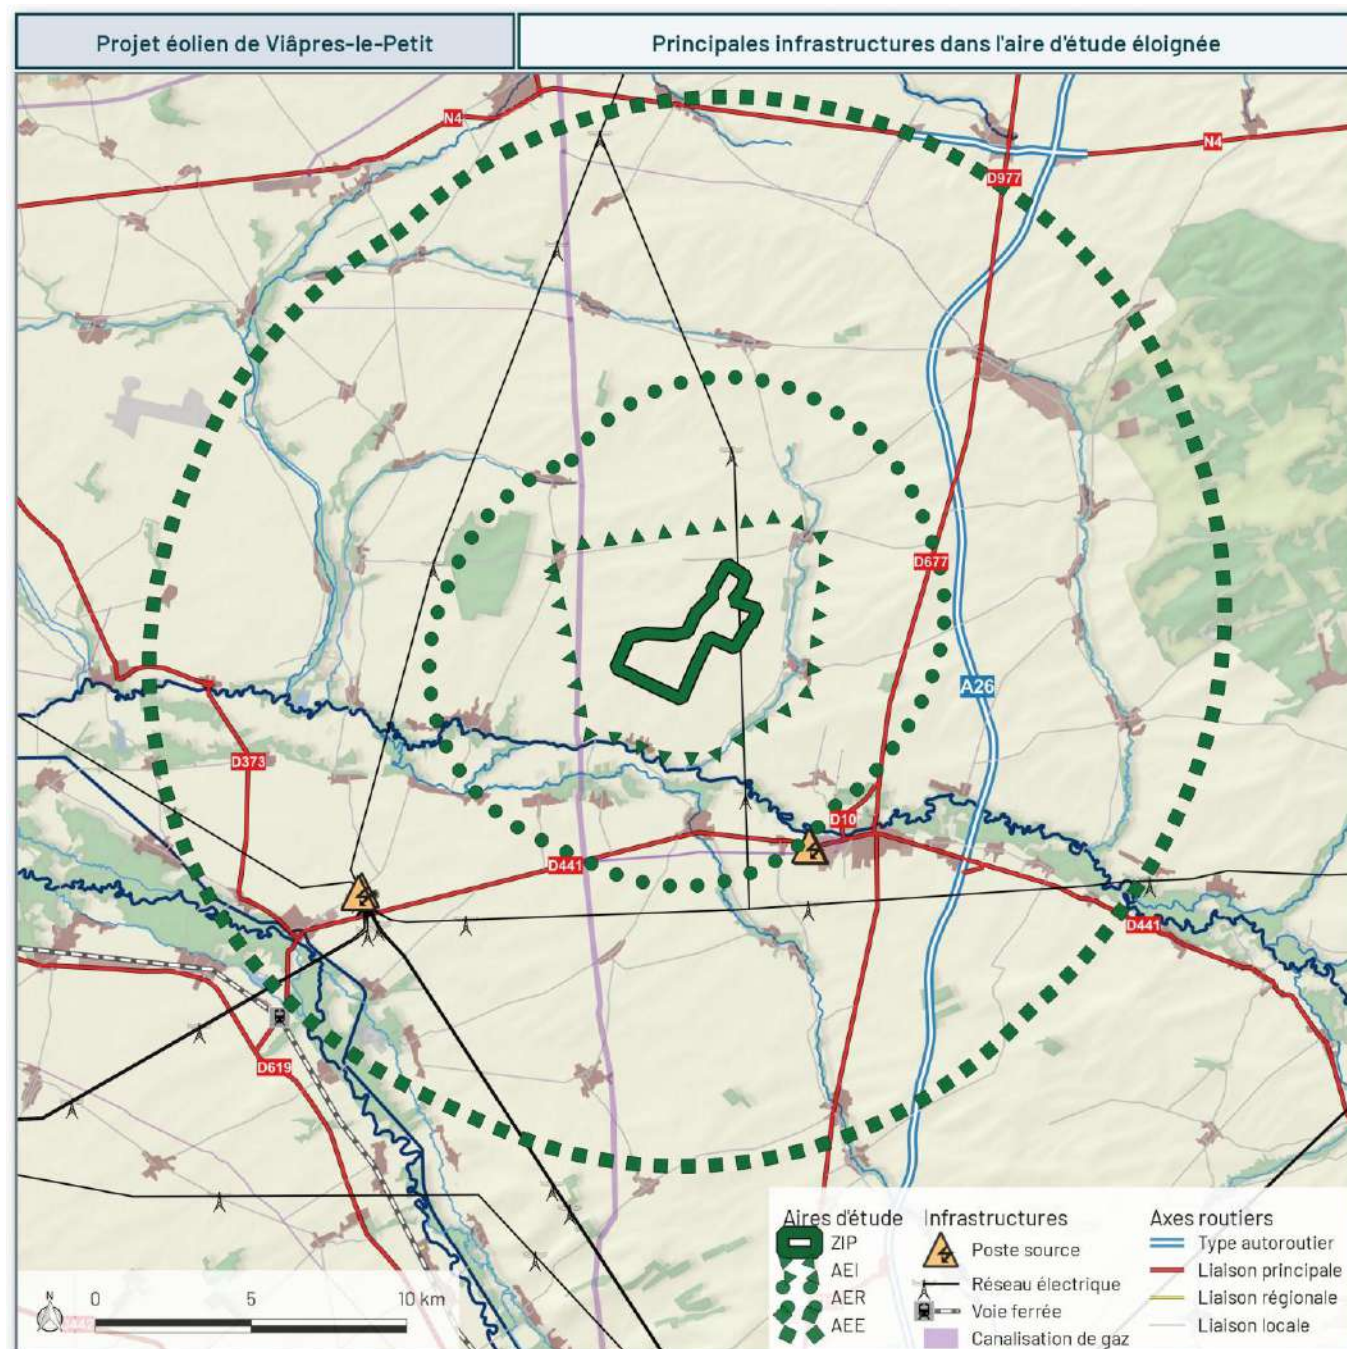 Projet éolien de Viâpres-le-Petit
Principales infrastructures dans l'aire d'étude éloignée
N4
N4
D977
D677
A26
D373
D10
D441
D441
D619
N
0 5 10 km
Aires d'étude
ZIP
AEI
AER
AEE
Infrastructures
Poste source
Réseau électrique
Voie ferrée
Canalisation de gaz
Axes routiers
Type autoroutier
Liaison principale
Liaison régionale
Liaison locale